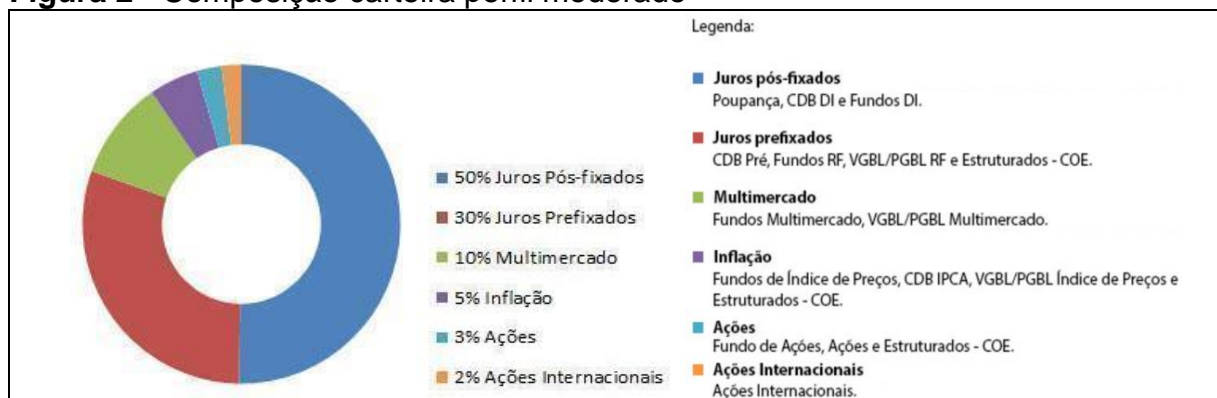 Figura 2 - Composição carteira perfil moderado
50% Juros Pós-fixados
30% Juros Prefixados
10% Multimercado
5% Inflação
3% Ações
2% Ações Internacionais
Legenda:
Juros pós-fixados
Poupança, CDB DI e Fundos DI.
Juros prefixados
CDB Pré, Fundos RF, VGBL/PGBL RF e Estruturados - COE.
Multimercado
Fundos Multimercado, VGBL/PGBL Multimercado.
Inflação
Fundos de Índice de Preços, CDB IPCA, VGBL/PGBL Índice de Preços e
Estruturados - COE.
Ações
Fundo de Ações, Ações e Estruturados - COE.
Ações Internacionais
Ações Internacionais.